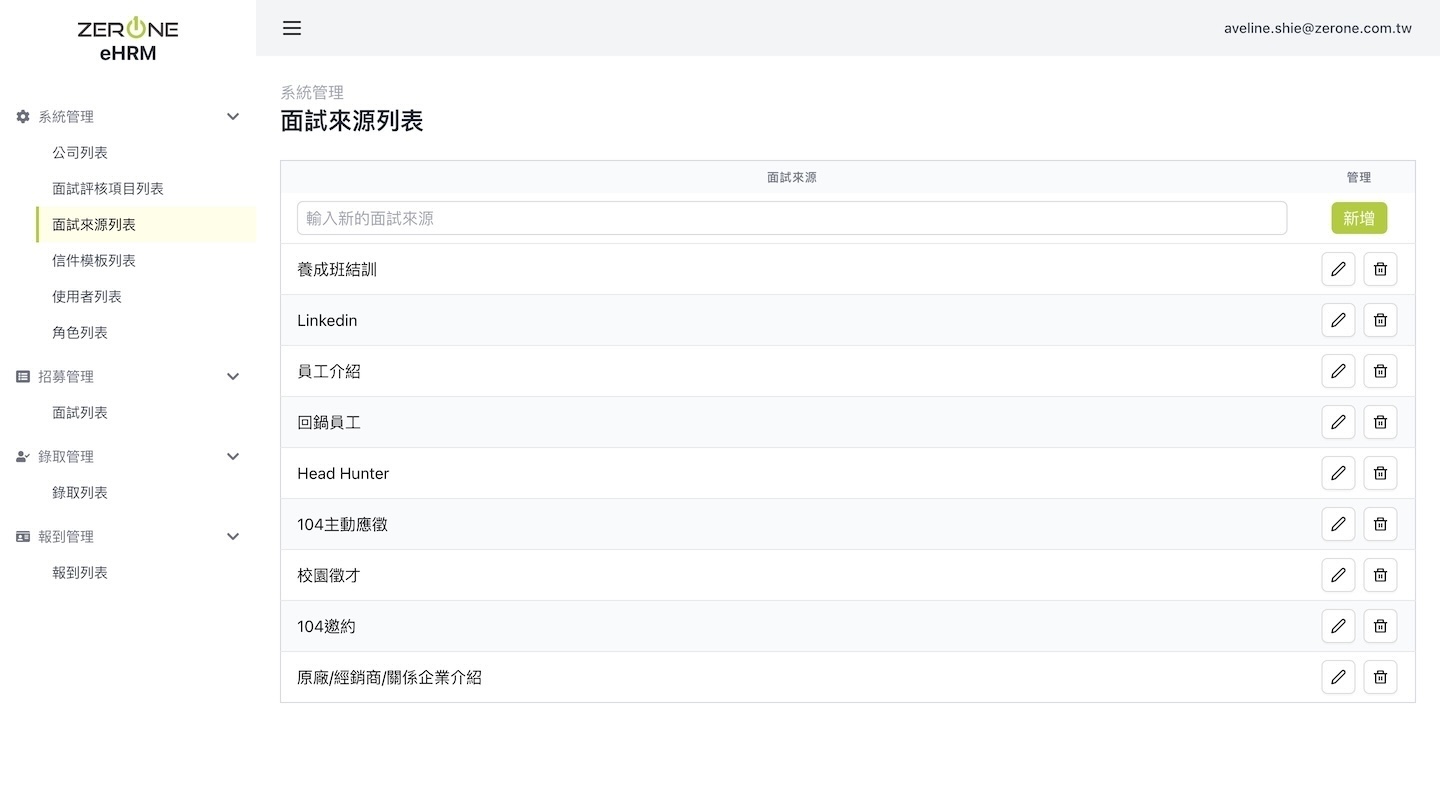 ZERONE
eHRM
aveline.shie@zerone.com.tw
系統管理
公司列表
面試評核項目列表
面試來源列表
信件模板列表
使用者列表
角色列表
招募管理
面試列表
錄取管理
錄取列表
報到管理
報到列表
系統管理
面試來源列表
面試來源 管理
輸入新的面試來源 新增
養成班結訓
Linkedin
員工介紹
回鍋員工
Head Hunter
104主動應徵
校園徵才
104邀約
原廠/經銷商/關係企業介紹